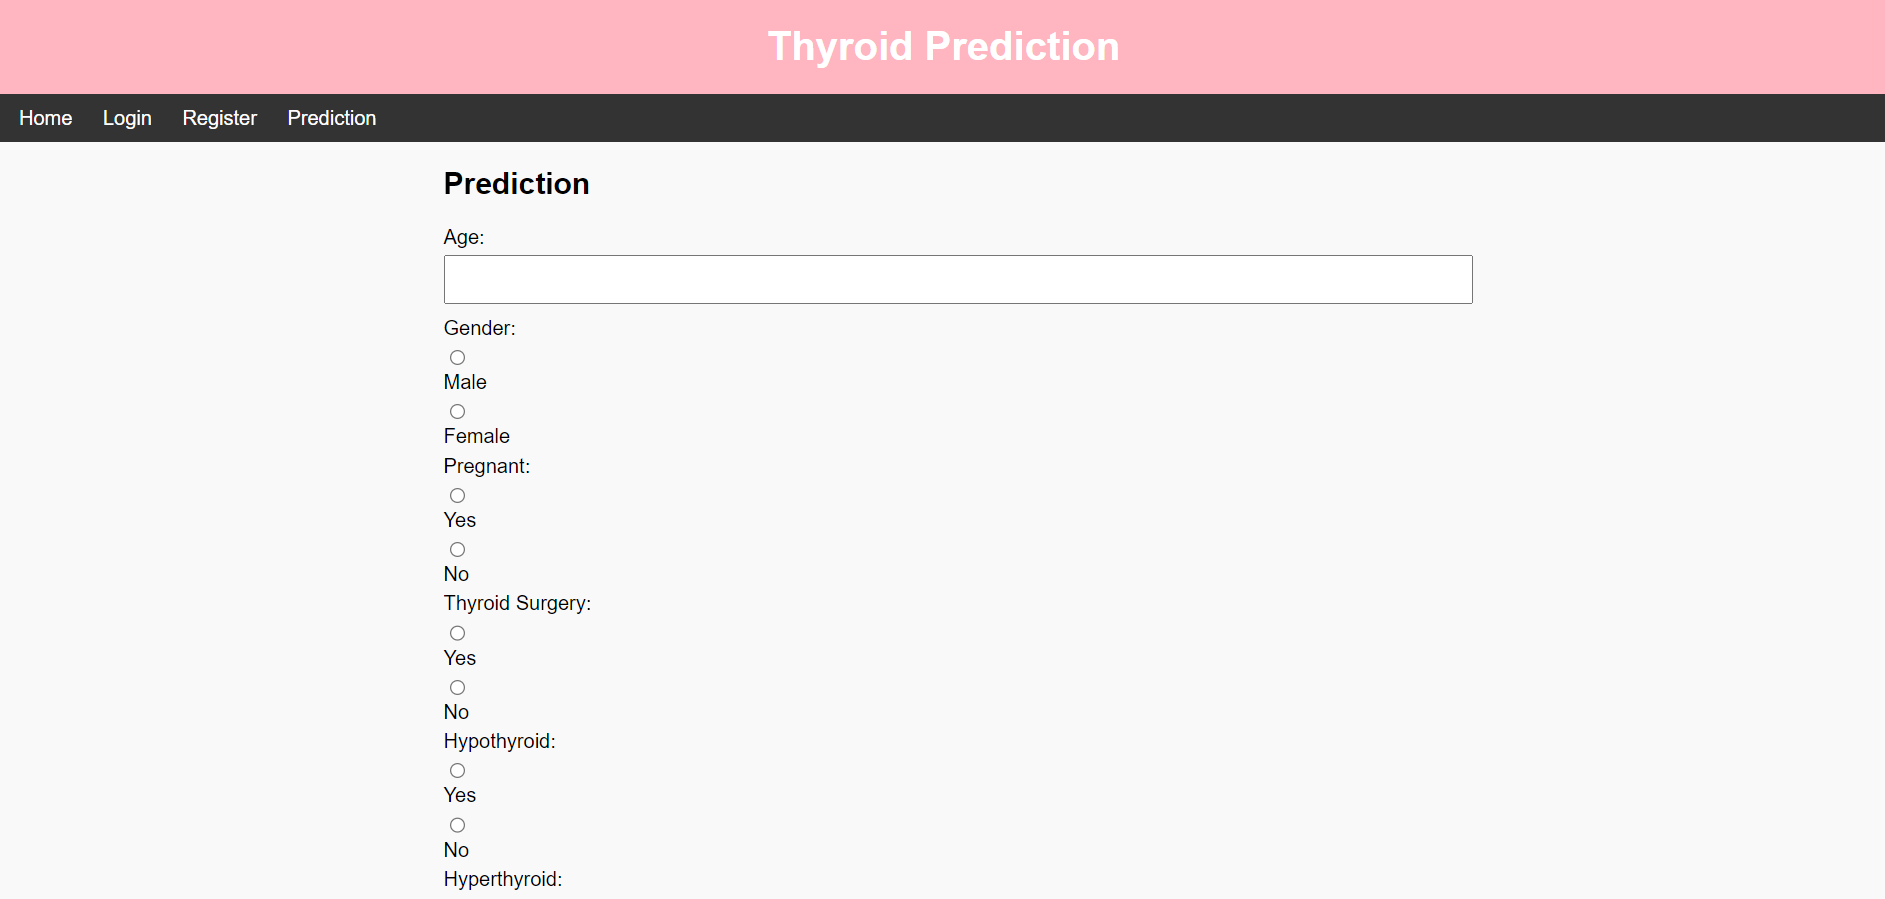 Thyroid Prediction
Home Login Register Prediction
Prediction
Age:
Gender:
Male
Female
Pregnant:
Yes
No
Thyroid Surgery:
Yes
No
Hypothyroid:
Yes
No
Hyperthyroid: